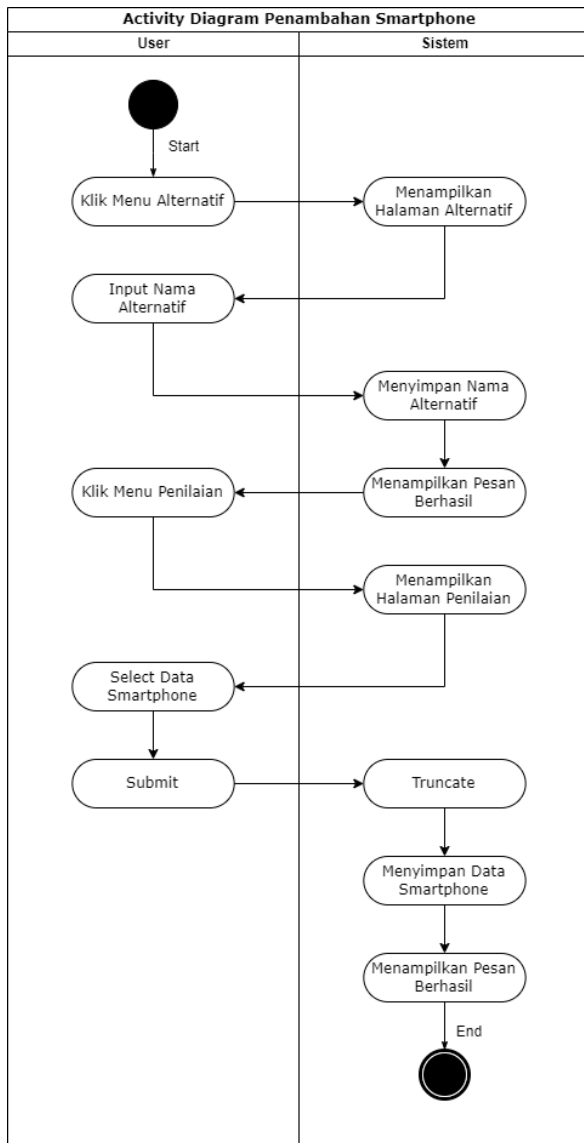 Activity Diagram Penambahan Smartphone
User
Sistem
Start
Klik Menu Alternatif
Menampilkan
Halaman Alternatif
Input Nama
Alternatif
Menyimpan Nama
Alternatif
Klik Menu Penilaian
Menampilkan Pesan
Berhasil
Menampilkan
Halaman Penilaian
Select Data
Smartphone
Submit
Truncate
Menyimpan Data
Smartphone
Menampilkan Pesan
Berhasil
End